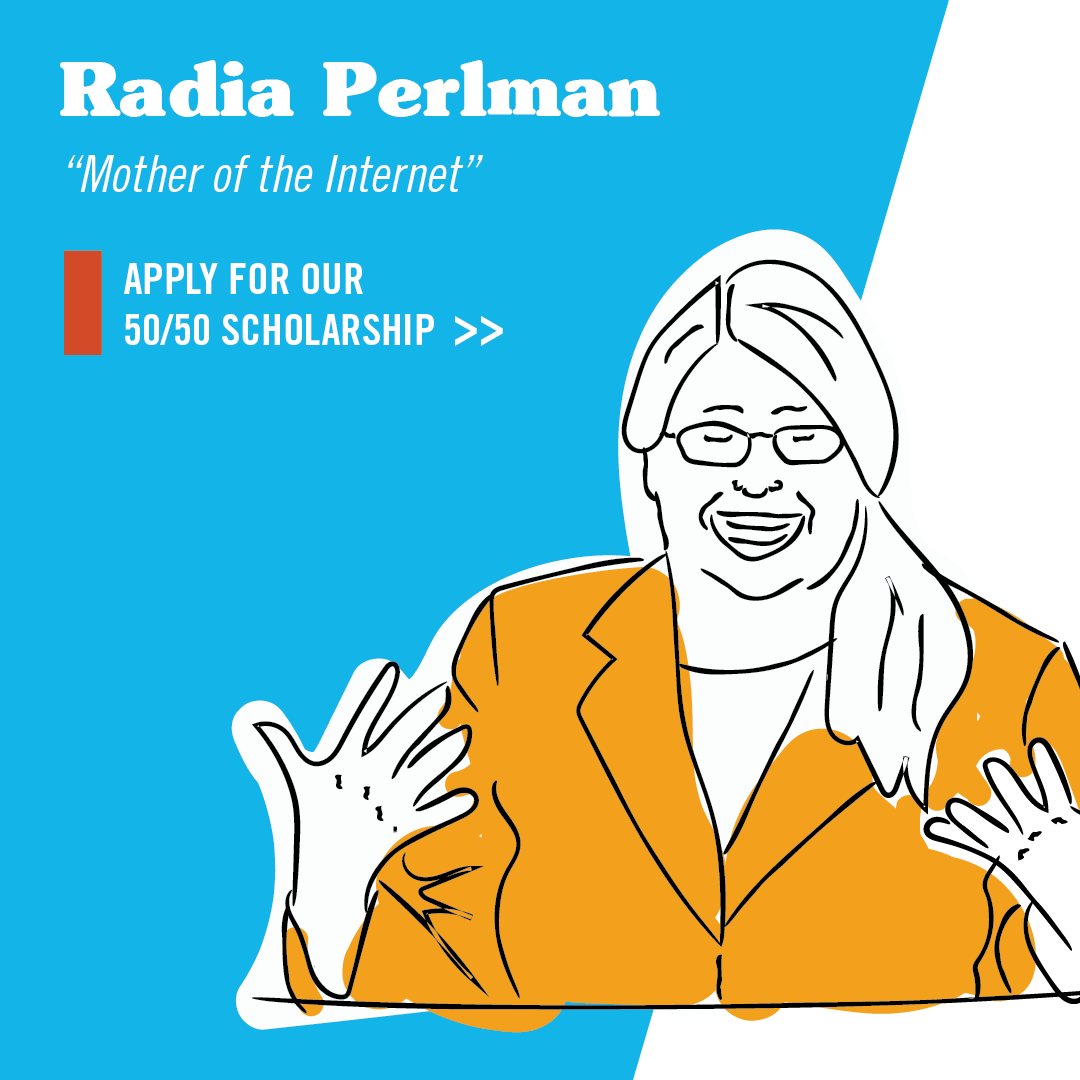 Radia Perlman
“Mother of the Internet”
APPLY FOR OUR
50/50 SCHOLARSHIP >>